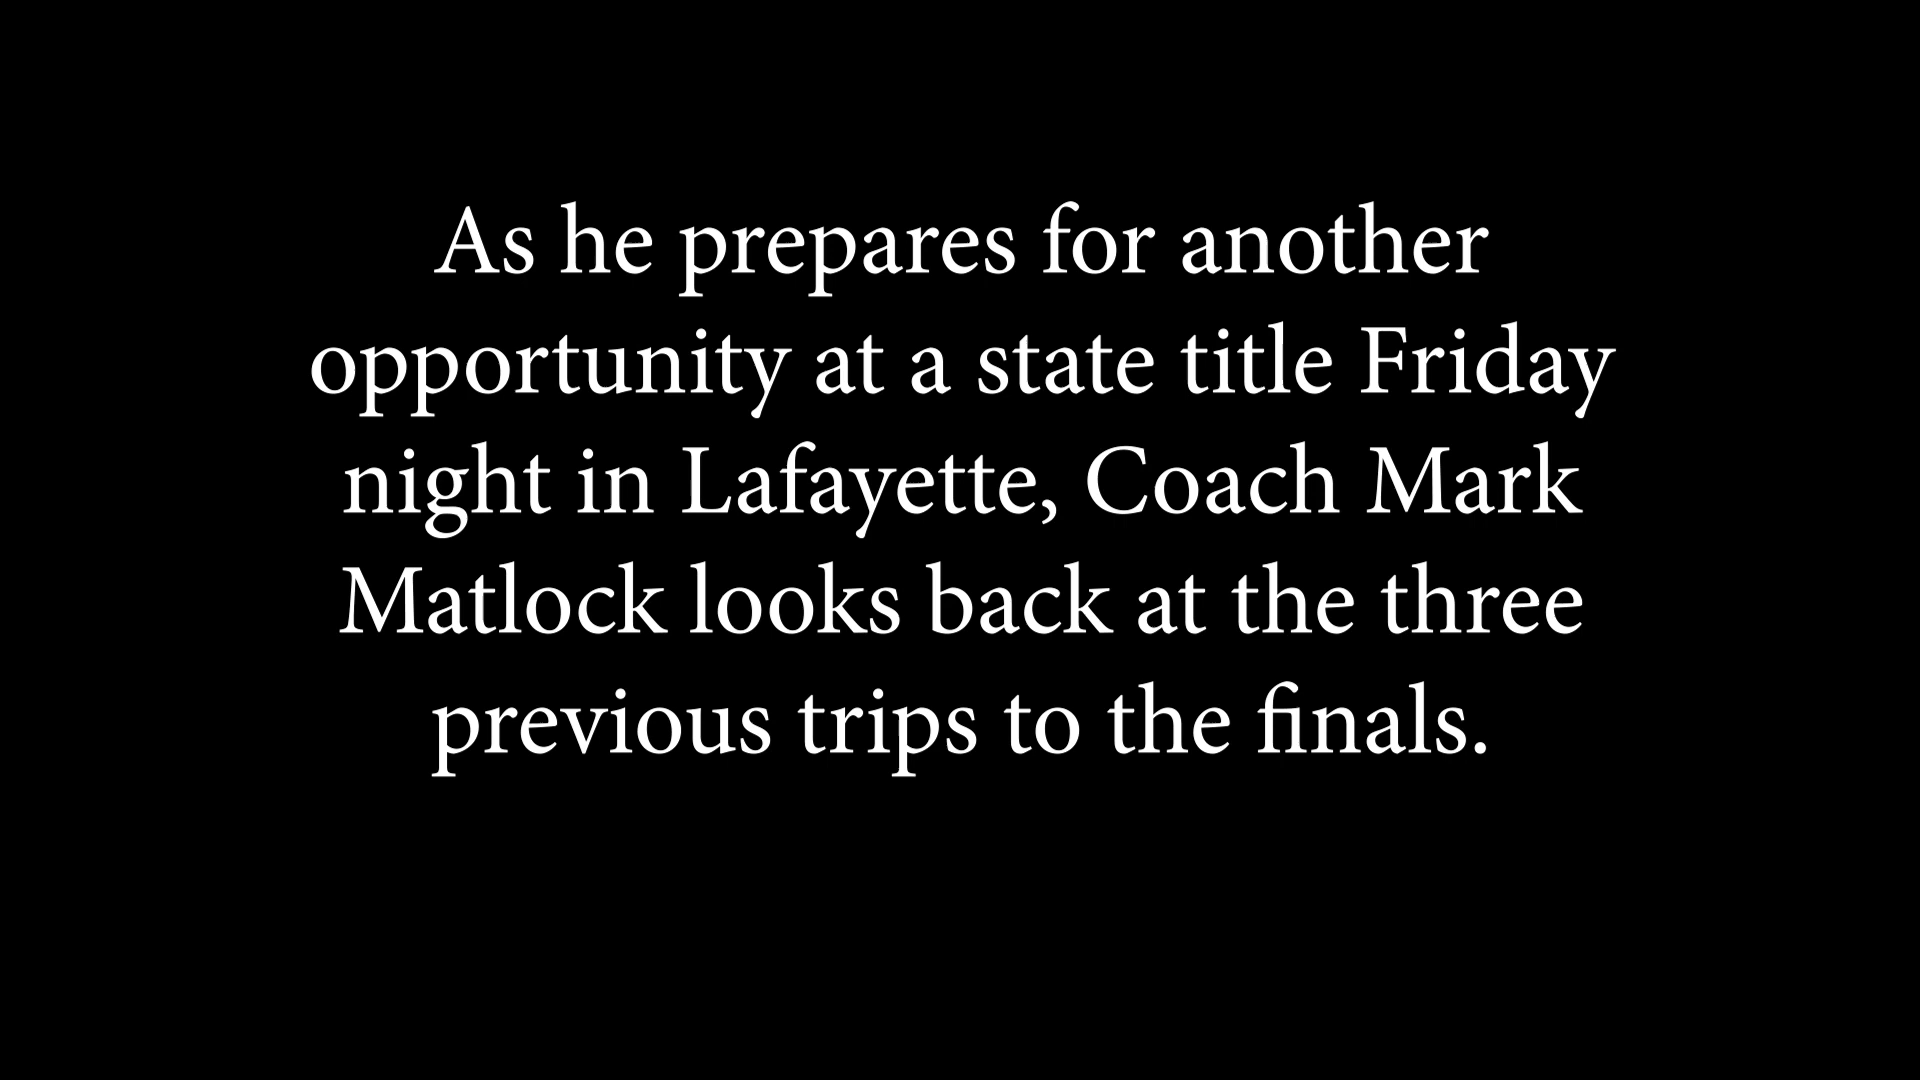 As he prepares for another
opportunity at a state title Friday
night in Lafayette, Coach Mark
Matlock looks back at the three
previous trips to the finals.